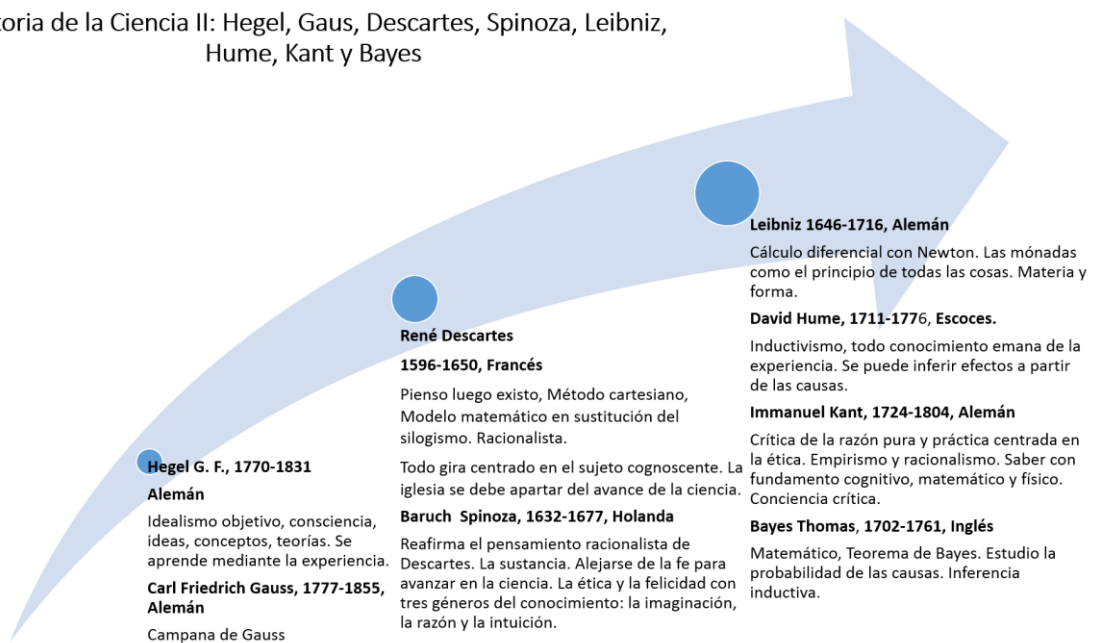 toria de la Ciencia II: Hegel, Gaus, Descartes, Spinoza, Leibniz,
Hume, Kant y Bayes
Hegel G. F., 1770-1831
Alemán
Idealismo objetivo, consciencia,
ideas, conceptos, teorías. Se
aprende mediante la experiencia.
Carl Friedrich Gauss, 1777-1855,
Alemán
Campana de Gauss
René Descartes
1596-1650, Francés
Pienso luego existo, Método cartesiano,
Modelo matemático en sustitución del
silogismo. Racionalista.
Todo gira centrado en el sujeto cognoscente. La
iglesia se debe apartar del avance de la ciencia.
Baruch Spinoza, 1632-1677, Holanda
Reafirma el pensamiento racionalista de
Descartes. La sustancia. Alejarse de la fe para
avanzar en la ciencia. La ética y la felicidad con
tres géneros del conocimiento: la imaginación,
la razón y la intuición.
Leibniz 1646-1716, Alemán
Cálculo diferencial con Newton. Las mónadas
como el principio de todas las cosas. Materia y
forma.
David Hume, 1711-1776, Escoces.
Inductivismo, todo conocimiento emana de la
experiencia. Se puede inferir efectos a partir
de las causas.
Immanuel Kant, 1724-1804, Alemán
Crítica de la razón pura y práctica centrada en
la ética. Empirismo y racionalismo. Saber con
fundamento cognitivo, matemático y físico.
Conciencia crítica.
Bayes Thomas, 1702-1761, Inglés
Matemático, Teorema de Bayes. Estudio la
probabilidad de las causas. Inferencia
inductiva.